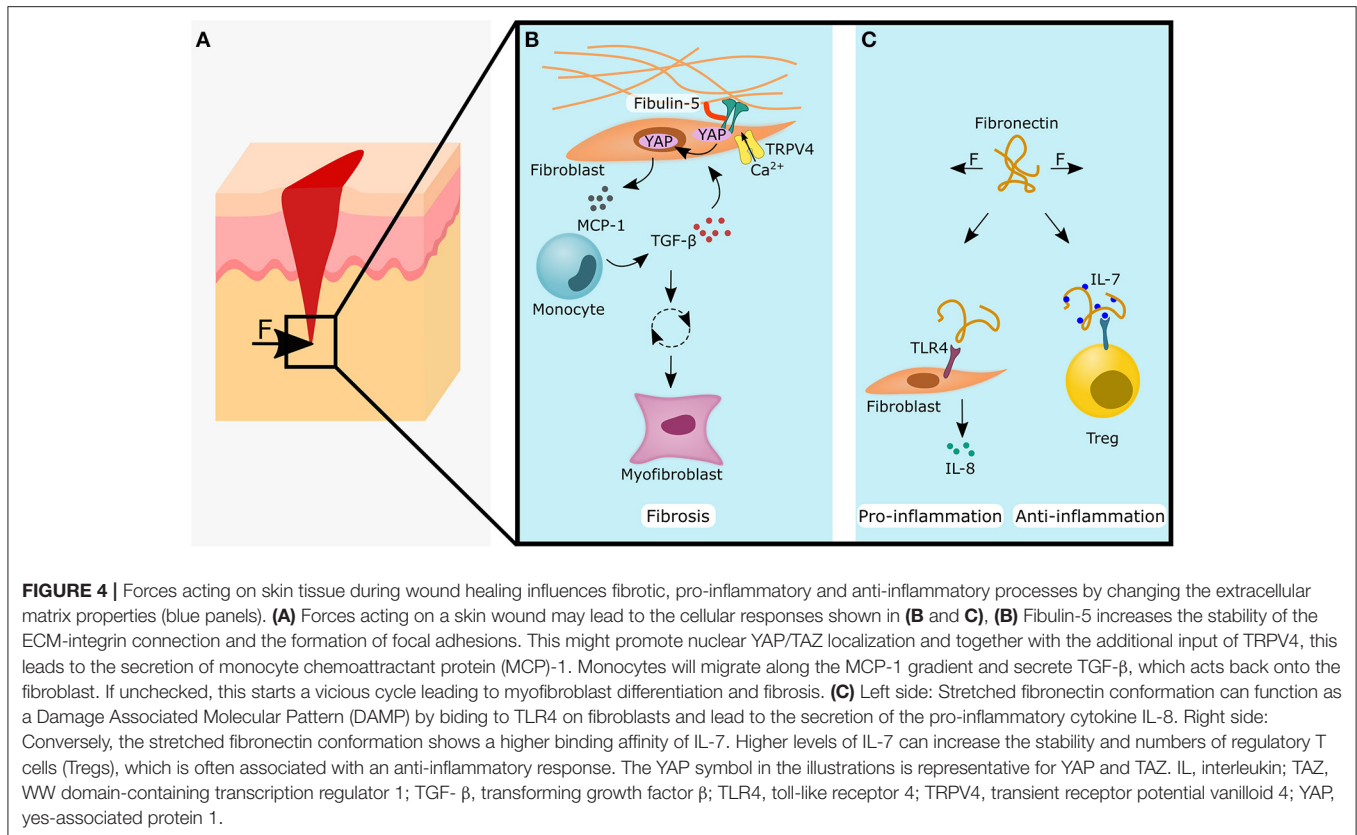 A
F
B
Fibulin-5
YAP
YAP
TRPV4
Ca2+
Fibroblast
MCP-1
TGF-β
Monocyte
Myofibroblast
Fibrosis
C
Fibronectin
F
F
IL-7
TLR4
Fibroblast
Treg
IL-8
Pro-inflammation
Anti-inflammation
FIGURE 4 | Forces acting on skin tissue during wound healing influences fibrotic, pro-inflammatory and anti-inflammatory processes by changing the extracellular
matrix properties (blue panels). (A) Forces acting on a skin wound may lead to the cellular responses shown in (B and C), (B) Fibulin-5 increases the stability of the
ECM-integrin connection and the formation of focal adhesions. This might promote nuclear YAP/TAZ localization and together with the additional input of TRPV4, this
leads to the secretion of monocyte chemoattractant protein (MCP)-1. Monocytes will migrate along the MCP-1 gradient and secrete TGF-β, which acts back onto the
fibroblast. If unchecked, this starts a vicious cycle leading to myofibroblast differentiation and fibrosis. (C) Left side: Stretched fibronectin conformation can function as
a Damage Associated Molecular Pattern (DAMP) by biding to TLR4 on fibroblasts and lead to the secretion of the pro-inflammatory cytokine IL-8. Right side:
Conversely, the stretched fibronectin conformation shows a higher binding affinity of IL-7. Higher levels of IL-7 can increase the stability and numbers of regulatory T
cells (Tregs), which is often associated with an anti-inflammatory response. The YAP symbol in the illustrations is representative for YAP and TAZ. IL, interleukin; TAZ,
WW domain-containing transcription regulator 1; TGF- β, transforming growth factor β; TLR4, toll-like receptor 4; TRPV4, transient receptor potential vanilloid 4; YAP,
yes-associated protein 1.